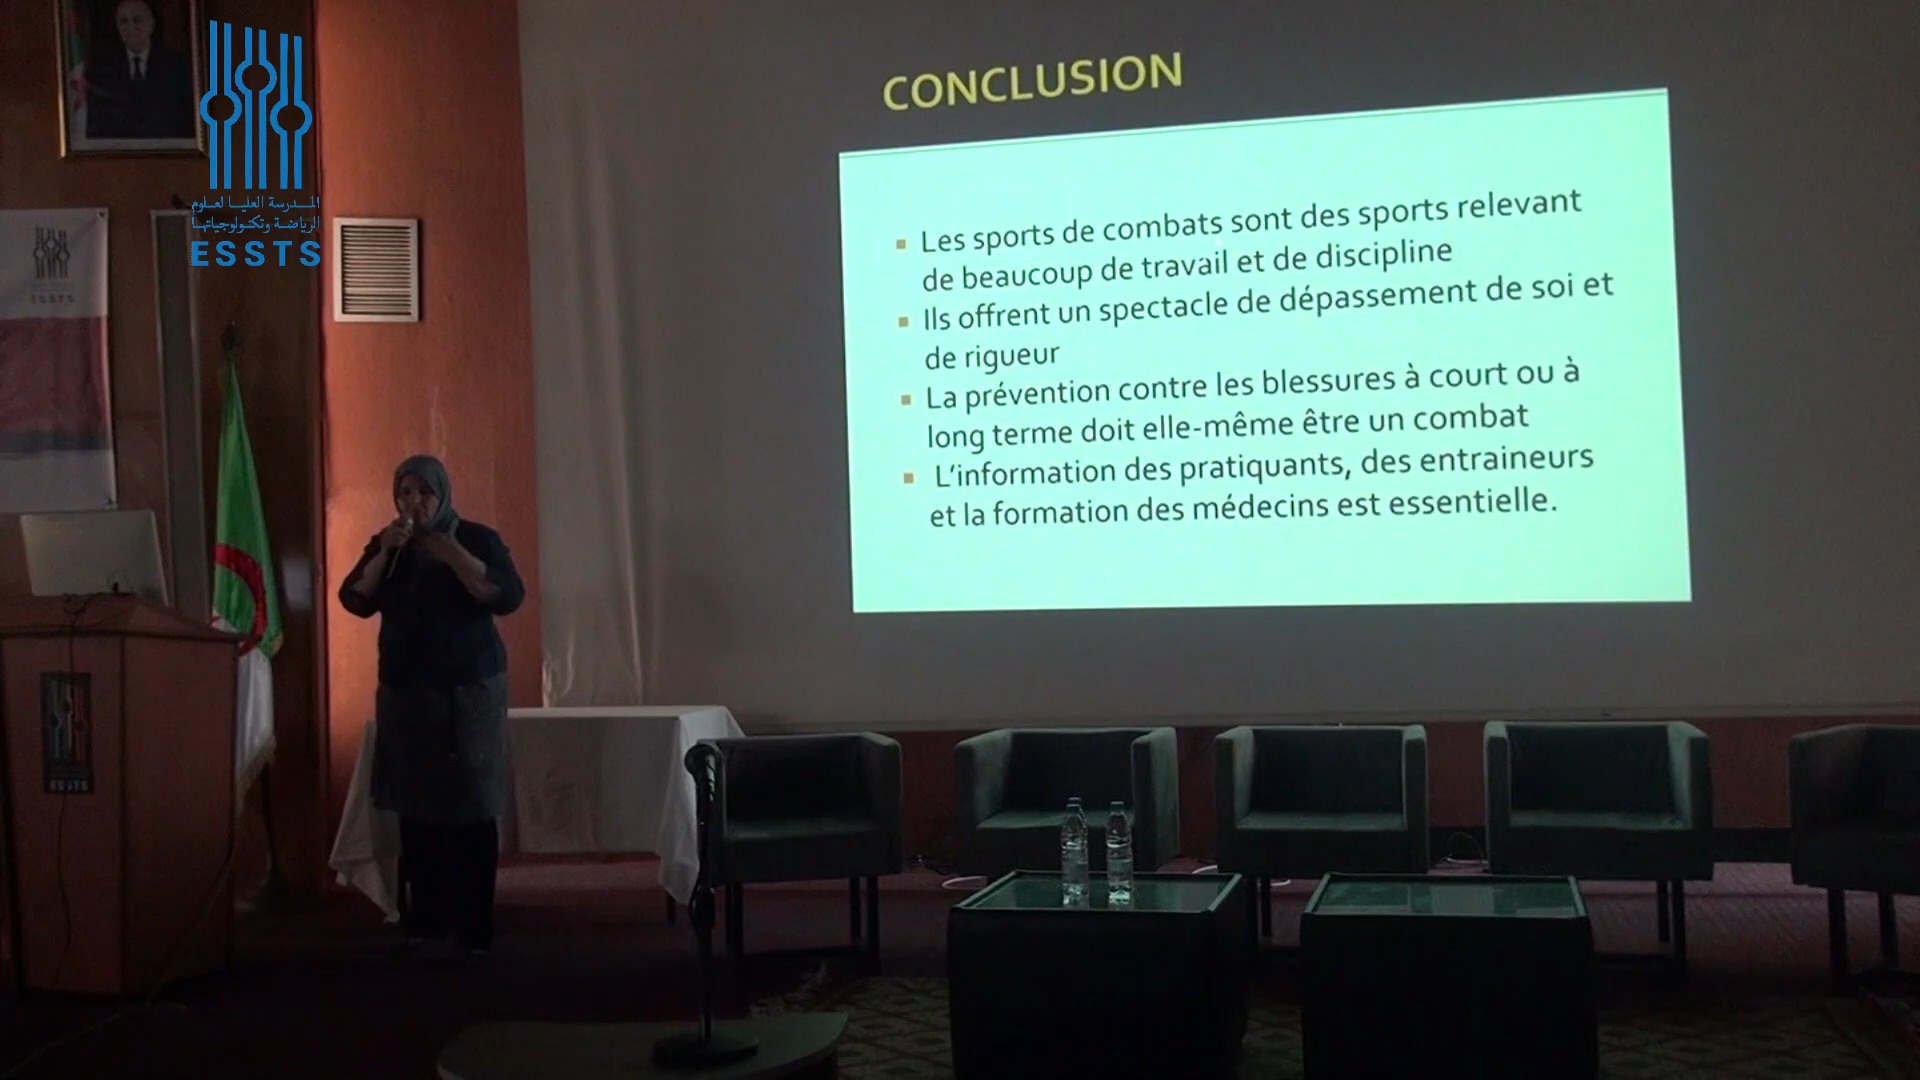 المدرسة العليا لعلوم
الرياضة وتكنولوجياتها
ESSTS
ESSTS
ESSTS
CONCLUSION
Les sports de combats sont des sports relevant
de beaucoup de travail et de discipline
Ils offrent un spectacle de dépassement de soi et
de rigueur
La prévention contre les blessures à court ou à
long terme doit elle-même être un combat
L'information des pratiquants, des entraineurs
et la formation des médecins est essentielle.